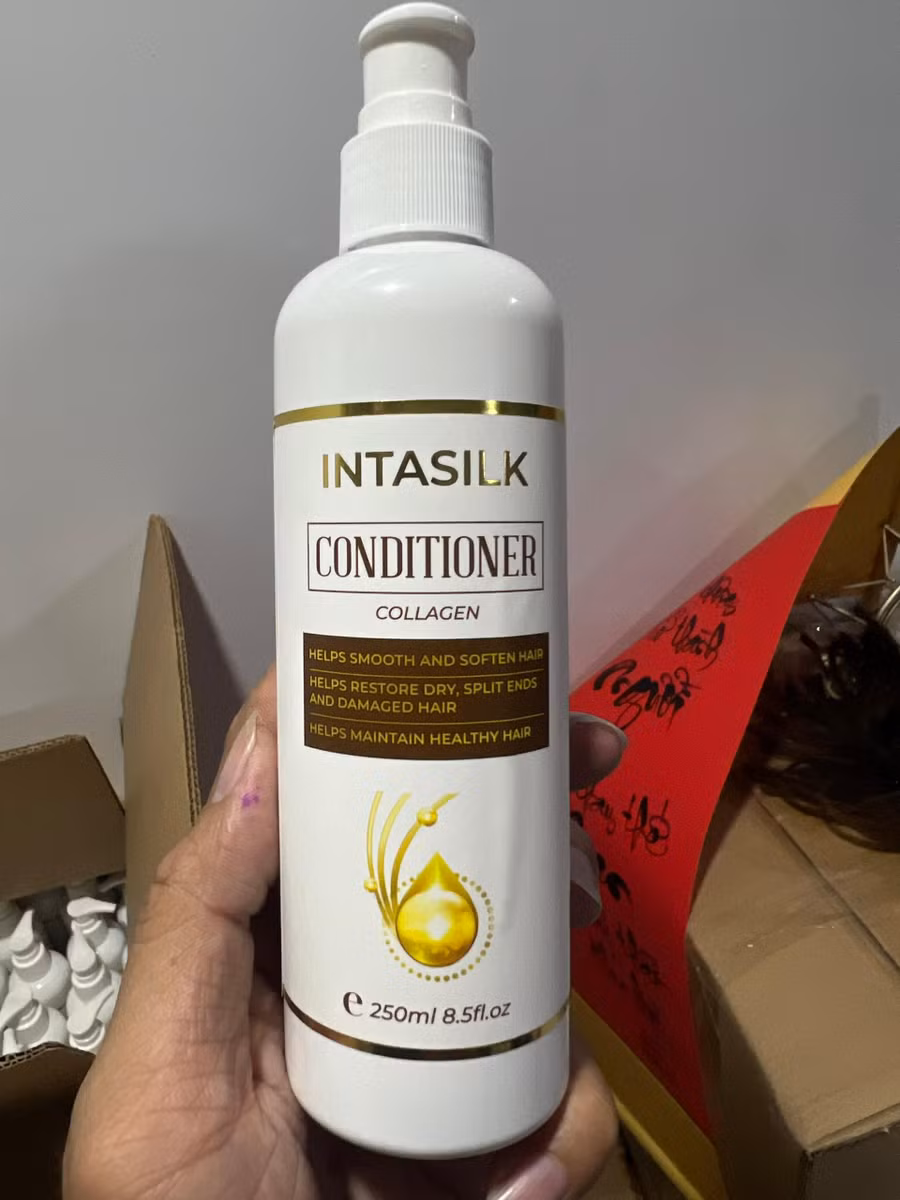 INTASILK
CONDITIONER
COLLAGEN
HELPS SMOOTH AND SOFTEN HAIR
HELPS RESTORE DRY, SPLIT ENDS
AND DAMAGED HAIR
HELPS MAINTAIN HEALTHY HAIR
e 250ml 8.5fl.oz